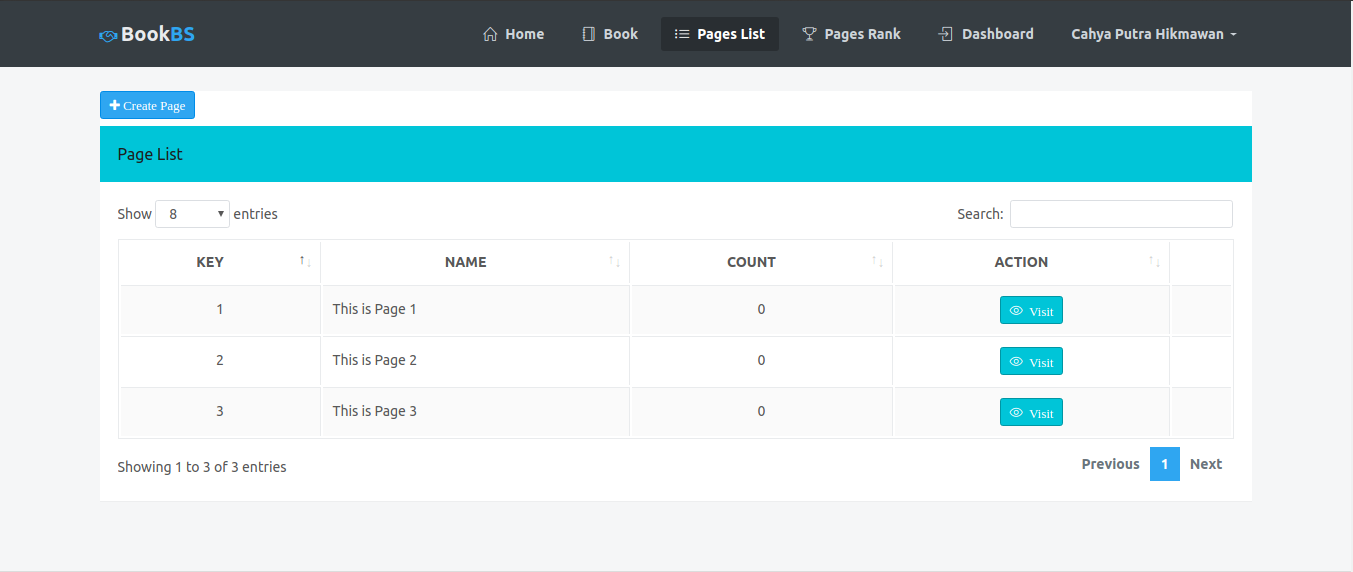 BookBS Home Book Pages List Pages Rank Dashboard Cahya Putra Hikmawan
Create Page
Page List
Show 8 entries Search:
KEY NAME COUNT ACTION
1 This is Page 1 0 Visit
2 This is Page 2 0 Visit
3 This is Page 3 0 Visit
Showing 1 to 3 of 3 entries Previous 1 Next